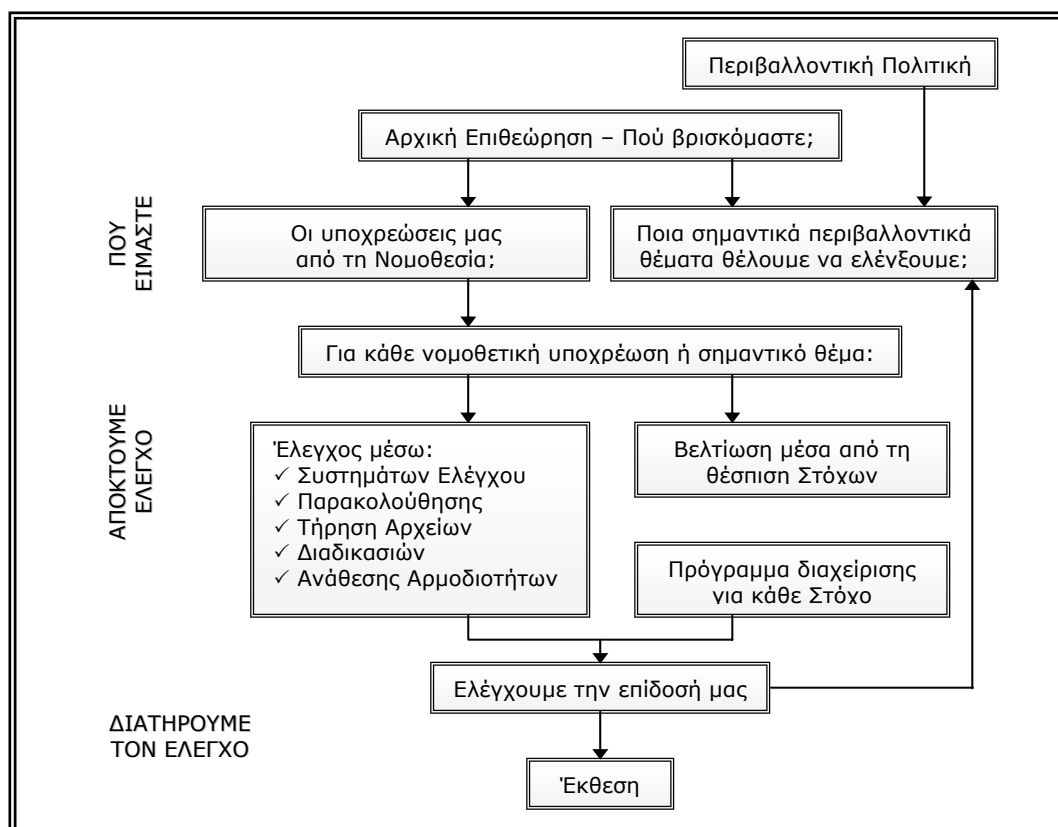 Περιβαλλοντική Πολιτική
Αρχική Επιθεώρηση – Πού βρισκόμαστε;
ΠΟΥ
ΕΙΜΑΣΤΕ
Οι υποχρεώσεις μας
από τη Νομοθεσία;
Ποια σημαντικά περιβαλλοντικά
θέματα θέλουμε να ελέγξουμε;
Για κάθε νομοθετική υποχρέωση ή σημαντικό θέμα:
ΑΠΟΚΤΟΥΜΕ
ΕΛΕΓΧΟ
Έλεγχος μέσω:
✓ Συστημάτων Ελέγχου
✓ Παρακολούθησης
✓ Τήρηση Αρχείων
✓ Διαδικασιών
✓ Ανάθεσης Αρμοδιοτήτων
Βελτίωση μέσα από τη
θέσπιση Στόχων
Πρόγραμμα διαχείρισης
για κάθε Στόχο
Ελέγχουμε την επίδοσή μας
ΔΙΑΤΗΡΟΥΜΕ
ΤΟΝ ΕΛΕΓΧΟ
Έκθεση